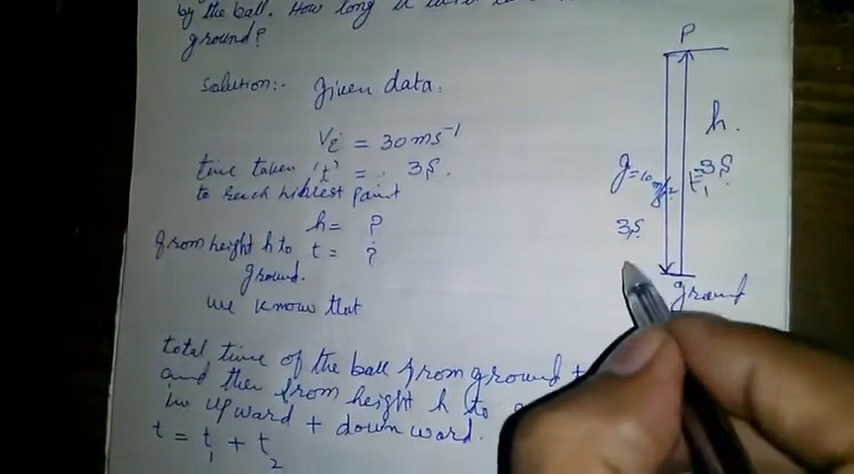 by the ball. How long
ground?
Solution:- Given data.
Vi = 30 ms⁻¹
time taken 't' = 3S.
to reach highest point
h = ?
from height h to t = ?
ground.
we know that
total time of the ball from ground
and then from height h to
in upward + downward.
t = t₁ + t₂
P
h.
g=10m/s²
t₁=3S.
3S.
ground